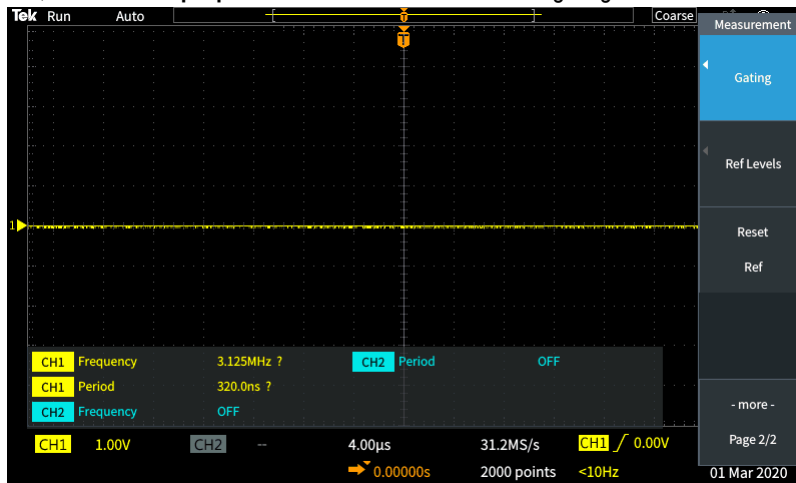 Tek Run Auto Coarse
Measurement
T
T
Gating
Ref Levels
1
Reset
Ref
CH1 Frequency 3.125MHz ? CH2 Period OFF
CH1 Period 320.0ns ?
CH2 Frequency OFF
- more -
Page 2/2
CH1 1.00V CH2 -- 4.00µs 31.2MS/s CH1 / 0.00V
0.00000s 2000 points <10Hz 01 Mar 2020